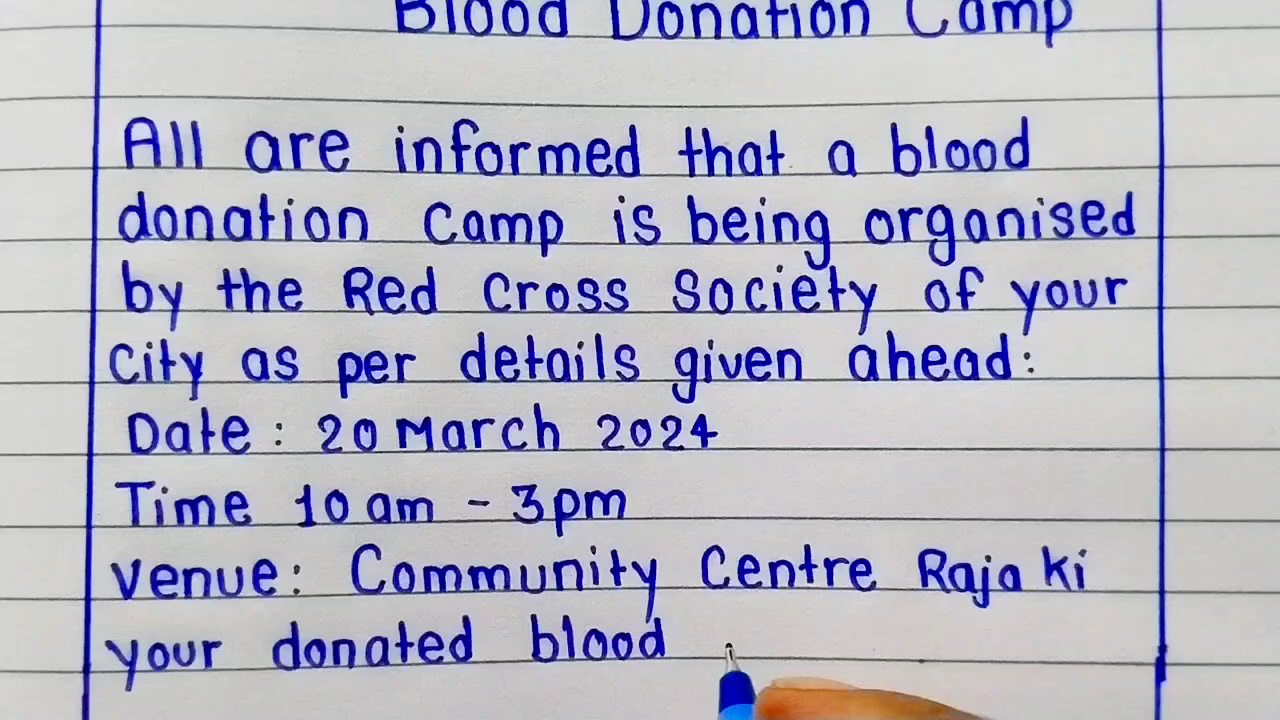 Blood Donation Camp
All are informed that a blood
donation Camp is being organised
by the Red Cross Society of your
City as per details given ahead:
Date : 20 March 2024
Time 10 am - 3pm
Venue: Community Centre Raja ki
your donated blood